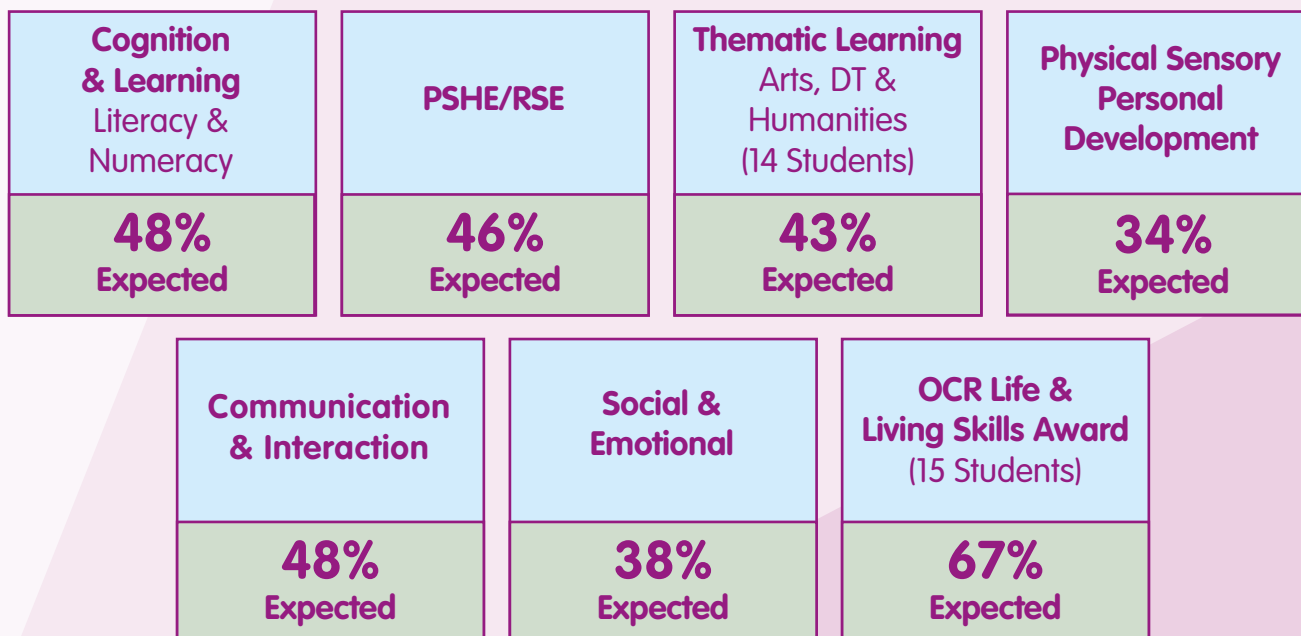 Cognition
& Learning
Literacy &
Numeracy
48%
Expected
PSHE/RSE
46%
Expected
Thematic Learning
Arts, DT &
Humanities
(14 Students)
43%
Expected
Physical Sensory
Personal
Development
34%
Expected
Communication
& Interaction
48%
Expected
Social &
Emotional
38%
Expected
OCR Life &
Living Skills Award
(15 Students)
67%
Expected